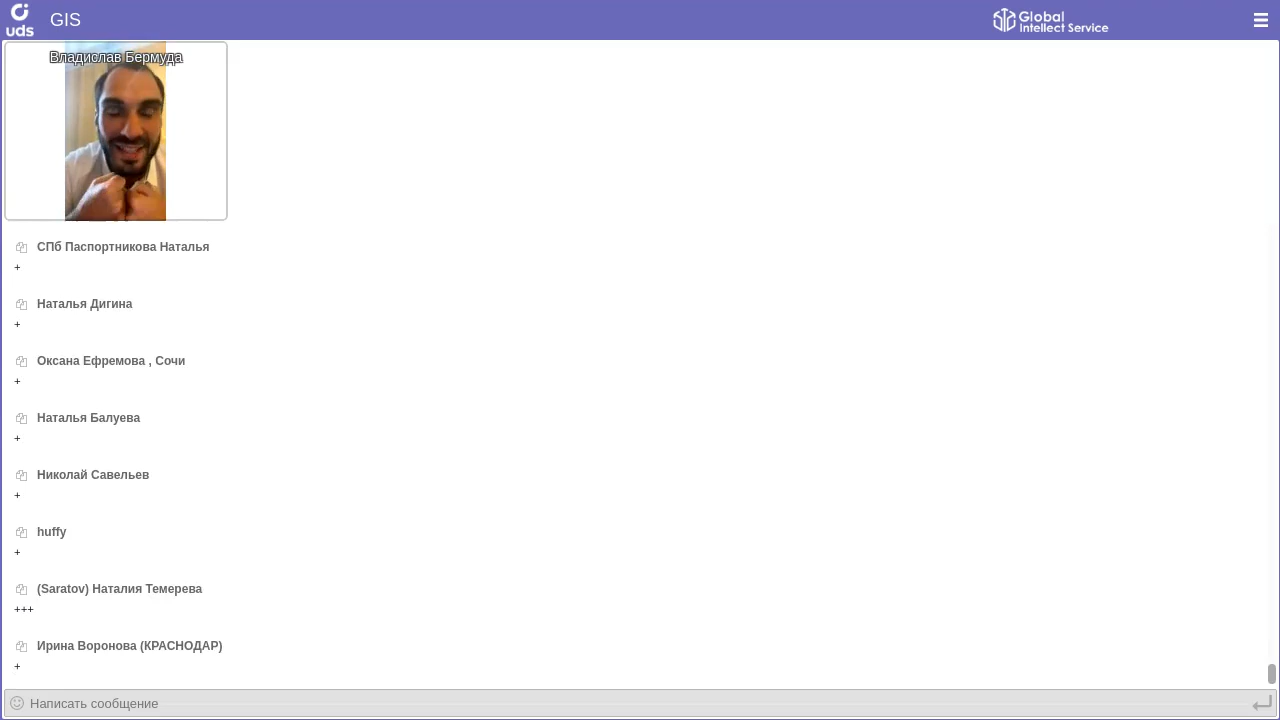 uds
GIS
Global
Intellect Service
Владислав Бермуда
СПб Паспортникова Наталья
+
Наталья Дигина
+
Оксана Ефремова , Сочи
+
Наталья Балуева
+
Николай Савельев
+
huffy
+
(Saratov) Наталия Темерева
+++
Ирина Воронова (КРАСНОДАР)
+
Написать сообщение